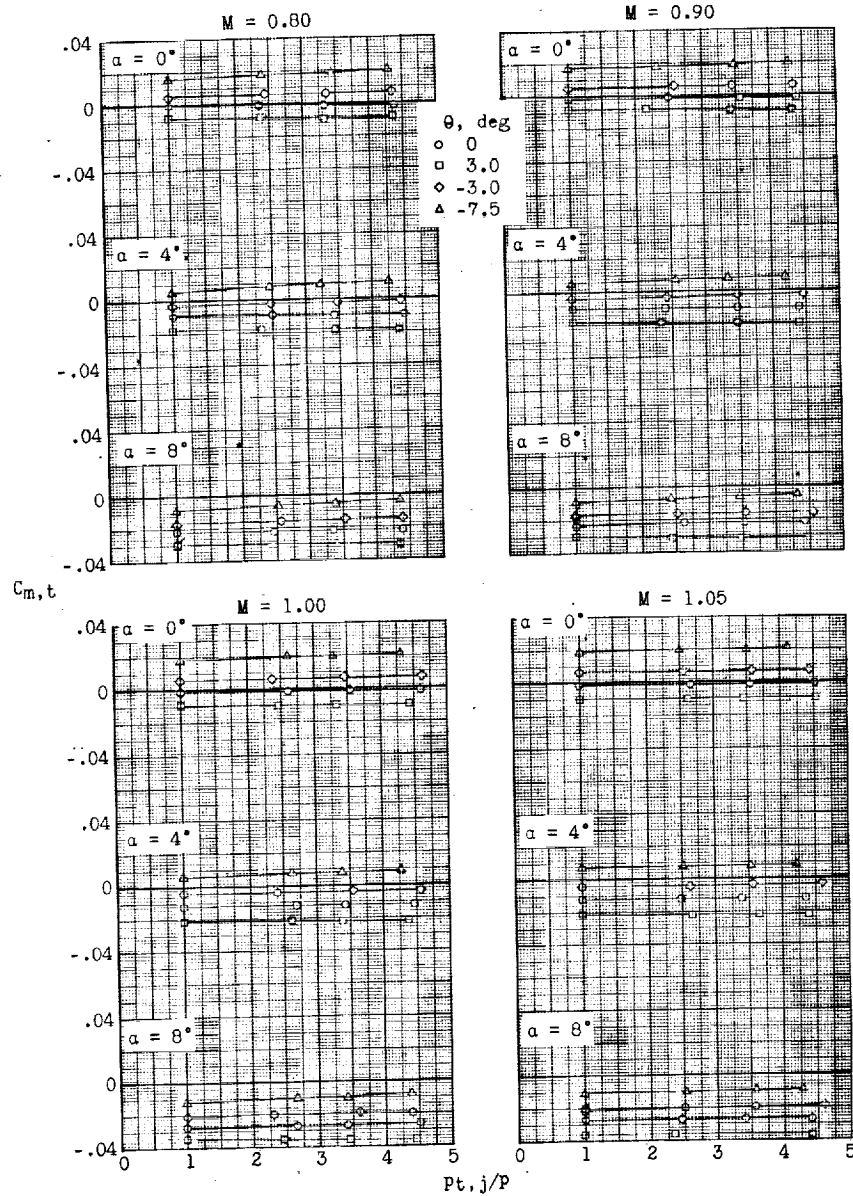 M = 0.80
M = 0.90
.04
α = 0°
α = 0°
0
θ, deg
0
3.0
-3.0
-7.5
-.04
.04
α = 4°
α = 4°
0
-.04
.04
α = 8°
α = 8°
0
-.04
Cm,t
M = 1.00
M = 1.05
.04
α = 0°
α = 0°
0
-.04
.04
α = 4°
α = 4°
0
-.04
.04
α = 8°
α = 8°
0
-.04
0 1 2 3 4 5
0 1 2 3 4 5
Pt,j/P